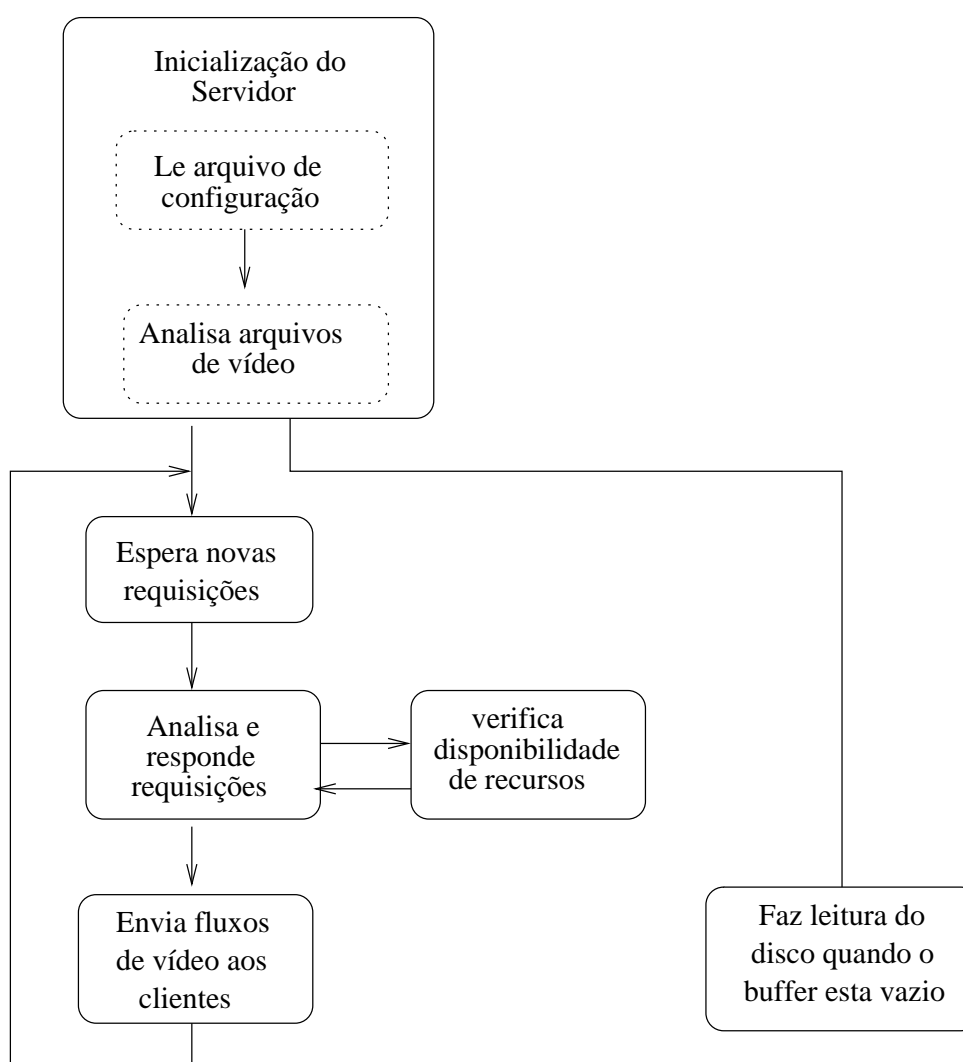 Inicialização do
Servidor
Le arquivo de
configuração
Analisa arquivos
de vídeo
Espera novas
requisições
Analisa e
responde
requisições
verifica
disponibilidade
de recursos
Envia fluxos
de vídeo aos
clientes
Faz leitura do
disco quando o
buffer esta vazio